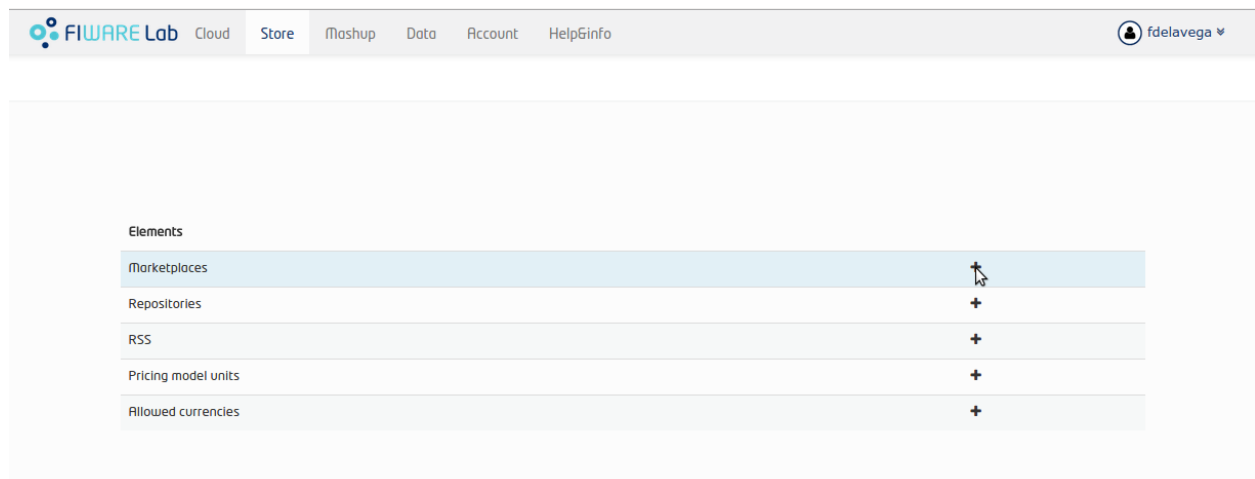 FIWARE Lab Cloud Store Mashup Data Account Help&info fdelavega
Elements
Marketplaces
Repositories
RSS
Pricing model units
Allowed currencies